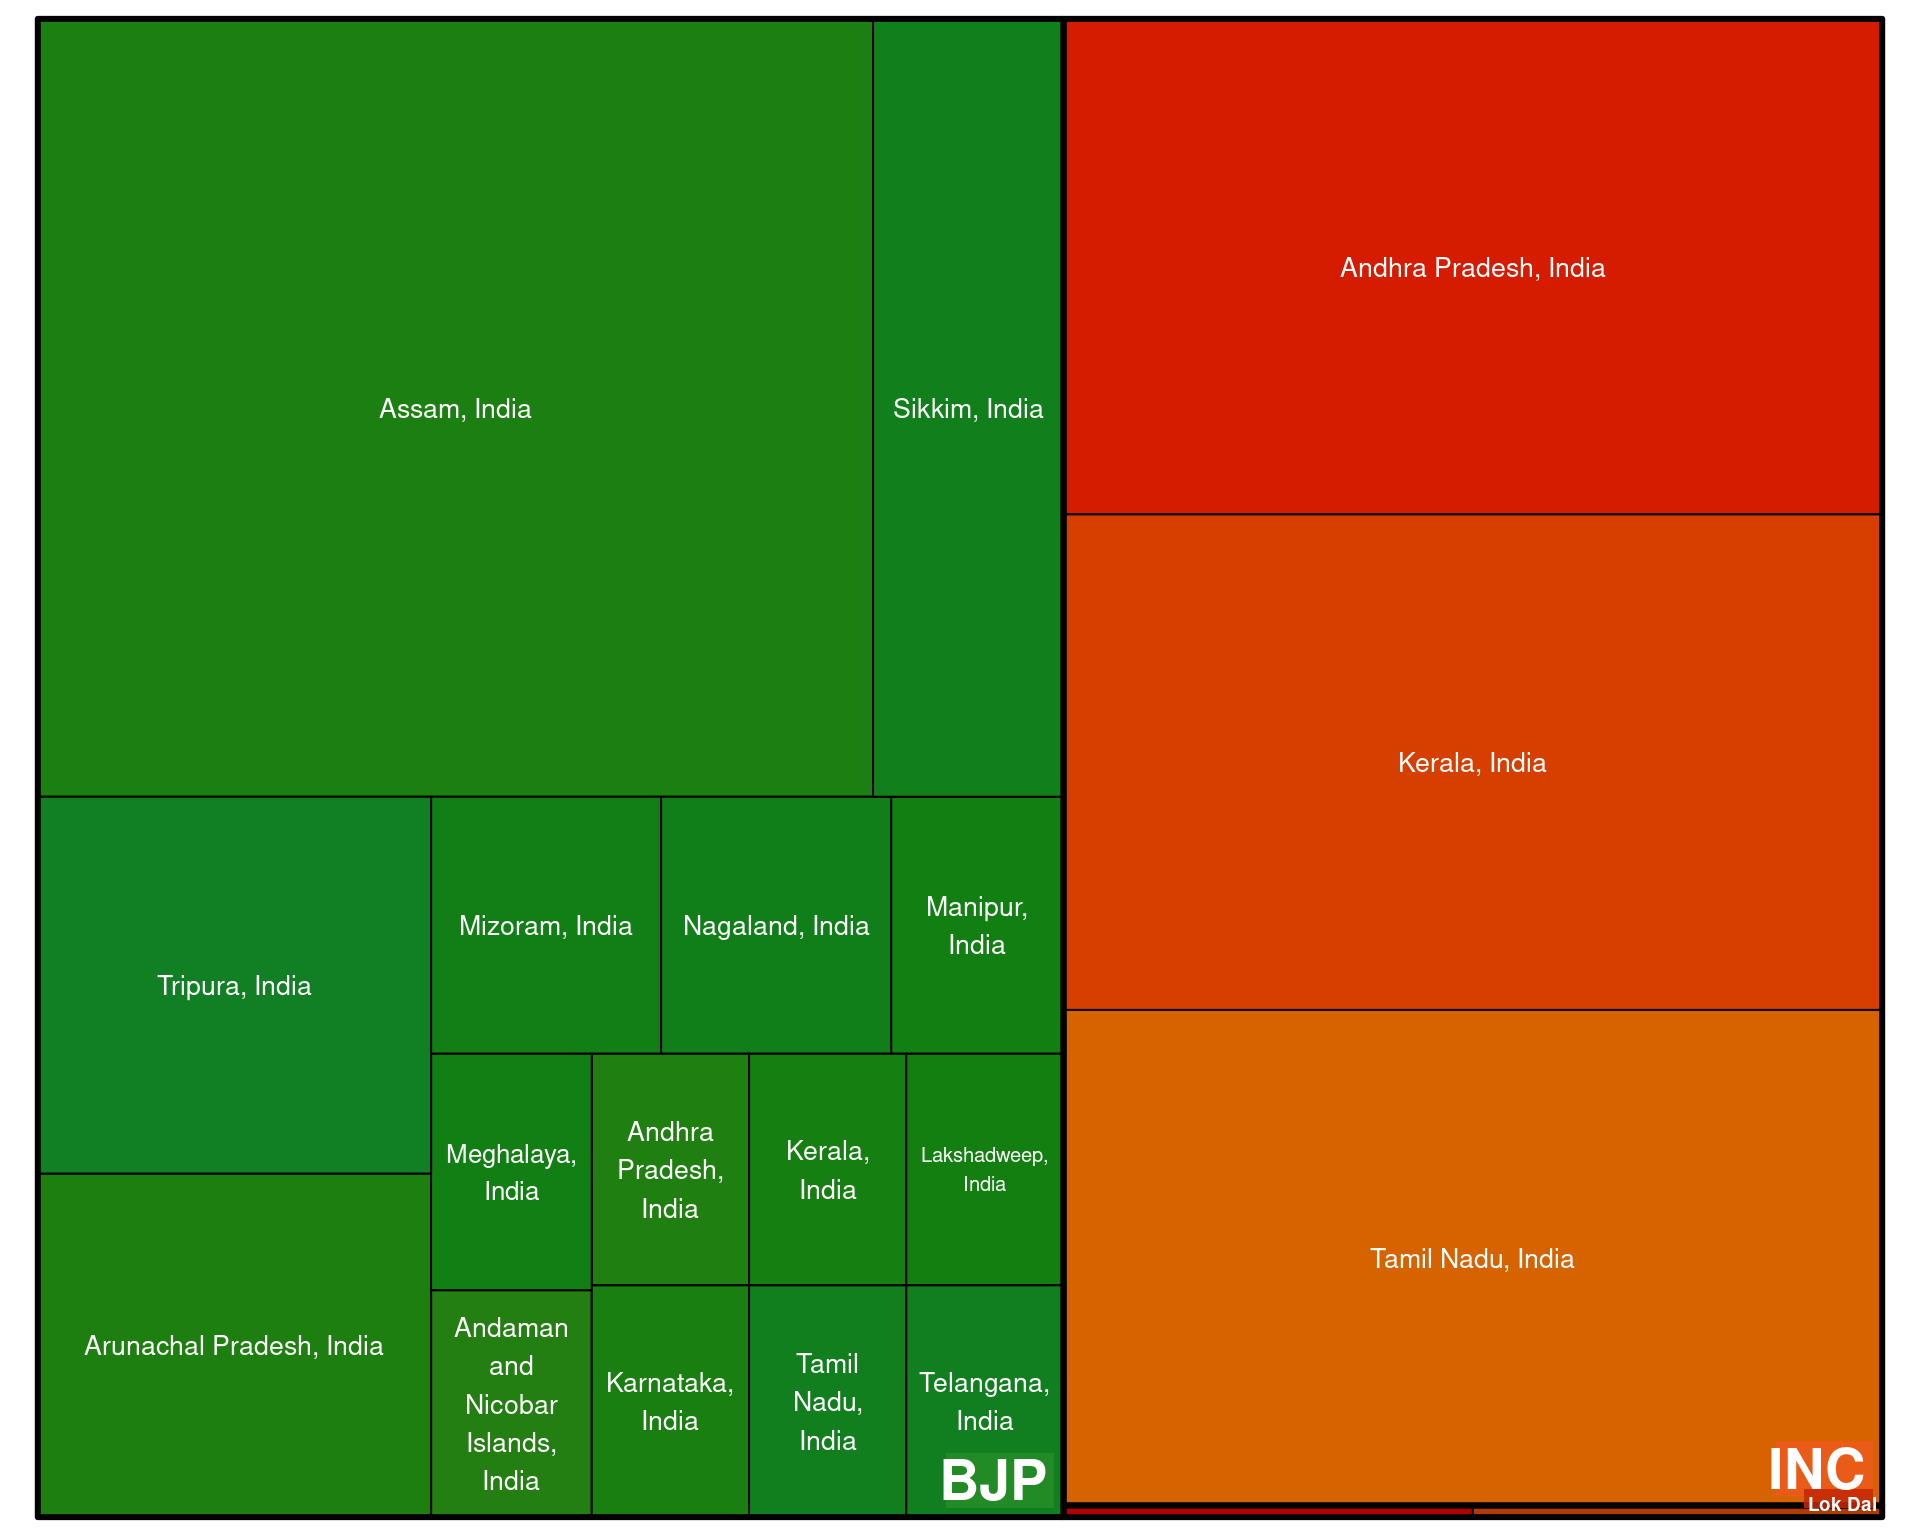 Assam, India
Sikkim, India
Tripura, India
Mizoram, India
Nagaland, India
Manipur,
India
Arunachal Pradesh, India
Meghalaya,
India
Andhra
Pradesh,
India
Kerala,
India
Lakshadweep,
India
Andaman
and
Nicobar
Islands,
India
Karnataka,
India
Tamil
Nadu,
India
Telangana,
India
BJP
Andhra Pradesh, India
Kerala, India
Tamil Nadu, India
INC
Lok Dal